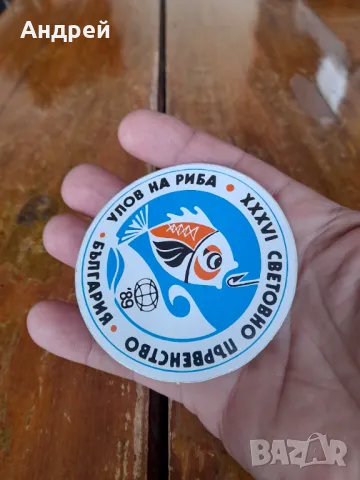 Андрей
XXXVI СВЕТОВНО ПЪРВЕНСТВО • УЛОВ НА РИБА •
БЪЛГАРИЯ •
'89
BAZAR